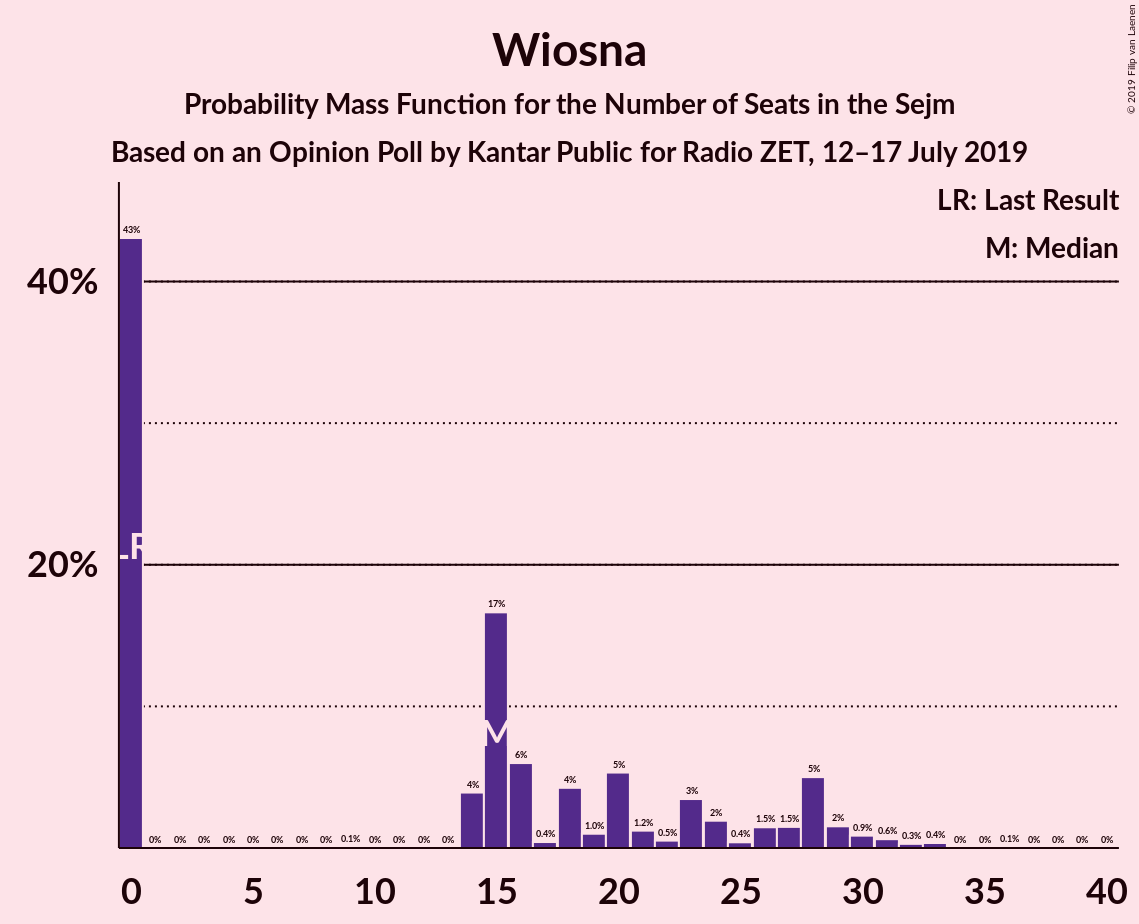 © 2019 Filip van Laenen
Wiosna
Probability Mass Function for the Number of Seats in the Sejm
Based on an Opinion Poll by Kantar Public for Radio ZET, 12–17 July 2019
LR: Last Result
M: Median
43%
40%
LR
20%
17%
M
6%
5%
5%
4%
4%
3%
2%
2%
1.5% 1.5%
1.2%
1.0%
0.9%
0.6%
0.5%
0.4%
0.4%
0.3% 0.4%
0% 0% 0% 0% 0% 0% 0% 0% 0.1% 0% 0% 0% 0% 0% 0% 0.1% 0% 0% 0% 0%
0 5 10 15 20 25 30 35 40